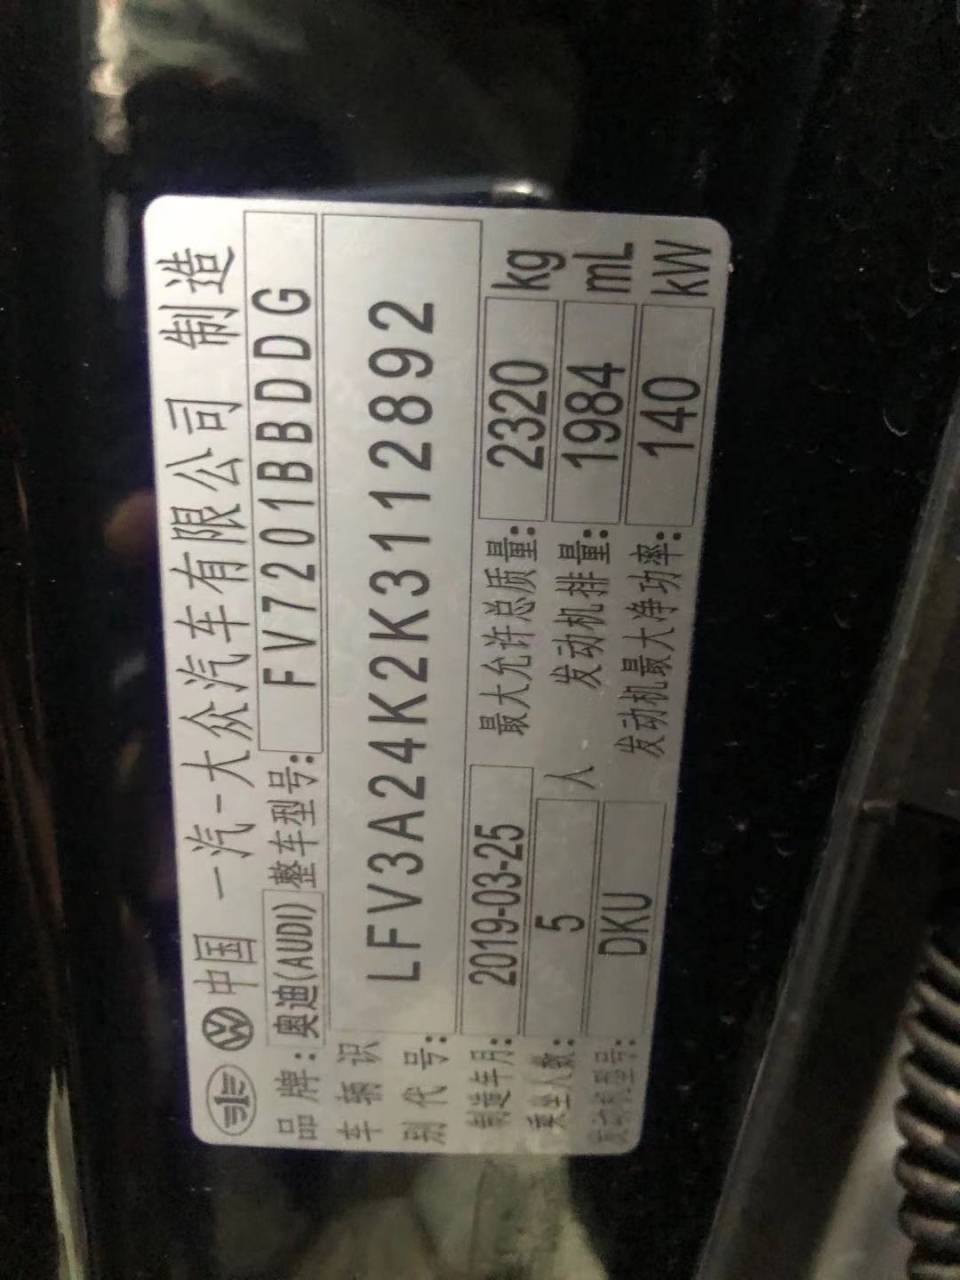 中国 一汽-大众汽车有限公司 制造
品牌: 奥迪(AUDI) 整车型号: FV7201BBDDG
车辆识别代号: LFV3A24K2K3112892
制造年月: 2019-03-25 最大允许总质量: 2320 kg
乘坐人数: 5 人 发动机排量: 1984 mL
发动机型号: DKU 发动机最大净功率: 140 kW